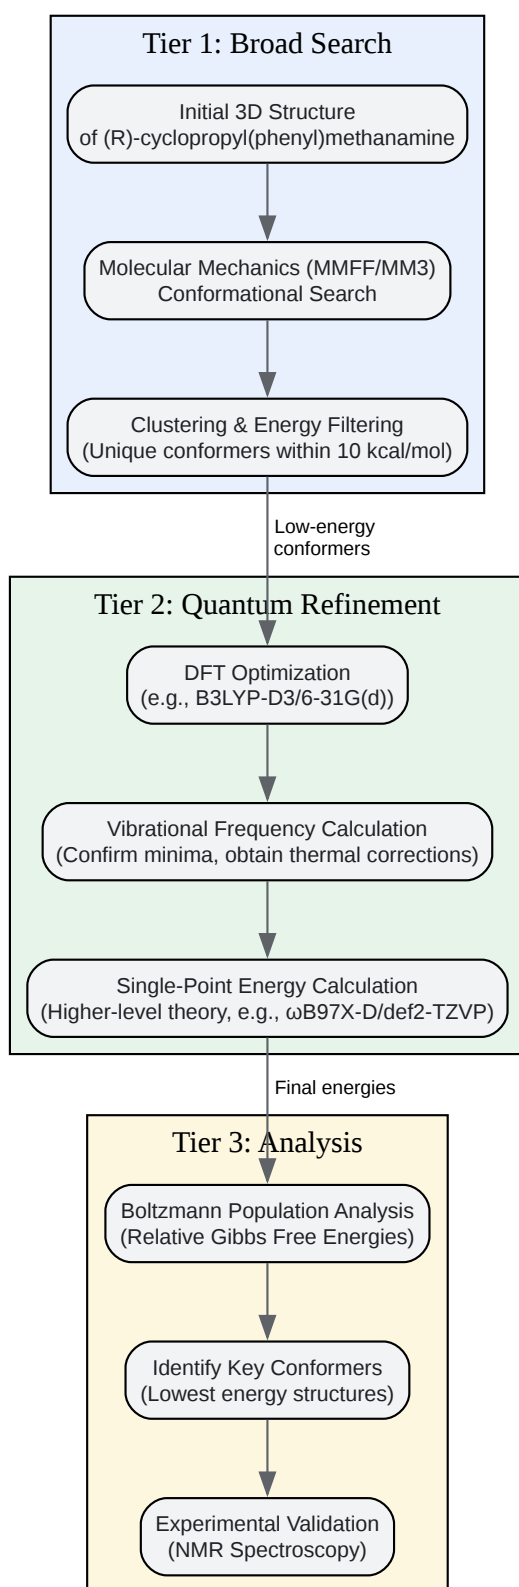 Tier 1: Broad Search
Initial 3D Structure
of (R)-cyclopropyl(phenyl)methanamine
Molecular Mechanics (MMFF/MM3)
Conformational Search
Clustering & Energy Filtering
(Unique conformers within 10 kcal/mol)
Low-energy
conformers
Tier 2: Quantum Refinement
DFT Optimization
(e.g., B3LYP-D3/6-31G(d))
Vibrational Frequency Calculation
(Confirm minima, obtain thermal corrections)
Single-Point Energy Calculation
(Higher-level theory, e.g., ωB97X-D/def2-TZVP)
Final energies
Tier 3: Analysis
Boltzmann Population Analysis
(Relative Gibbs Free Energies)
Identify Key Conformers
(Lowest energy structures)
Experimental Validation
(NMR Spectroscopy)